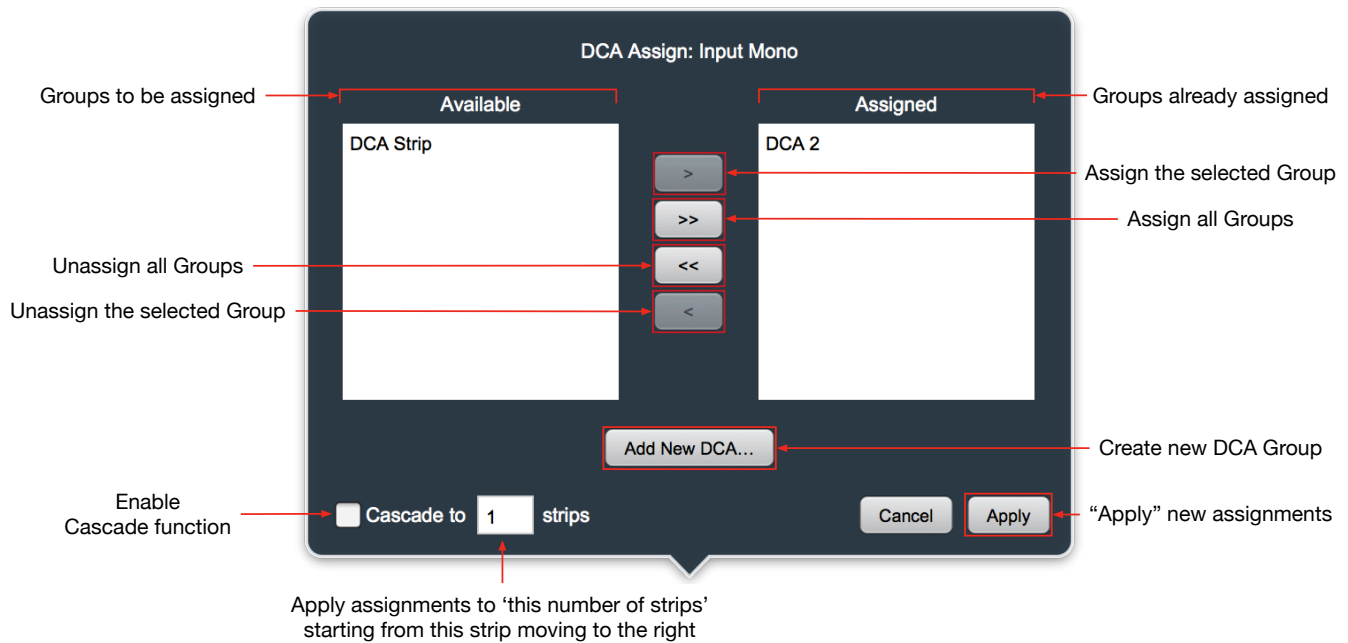 DCA Assign: Input Mono
Groups to be assigned
Available
Assigned
Groups already assigned
DCA Strip
DCA 2
>
Assign the selected Group
>>
Assign all Groups
Unassign all Groups
<<
Unassign the selected Group
<
Add New DCA...
Create new DCA Group
Enable
Cascade function
Cascade to 1 strips
Cancel
Apply
“Apply” new assignments
Apply assignments to ‘this number of strips’
starting from this strip moving to the right